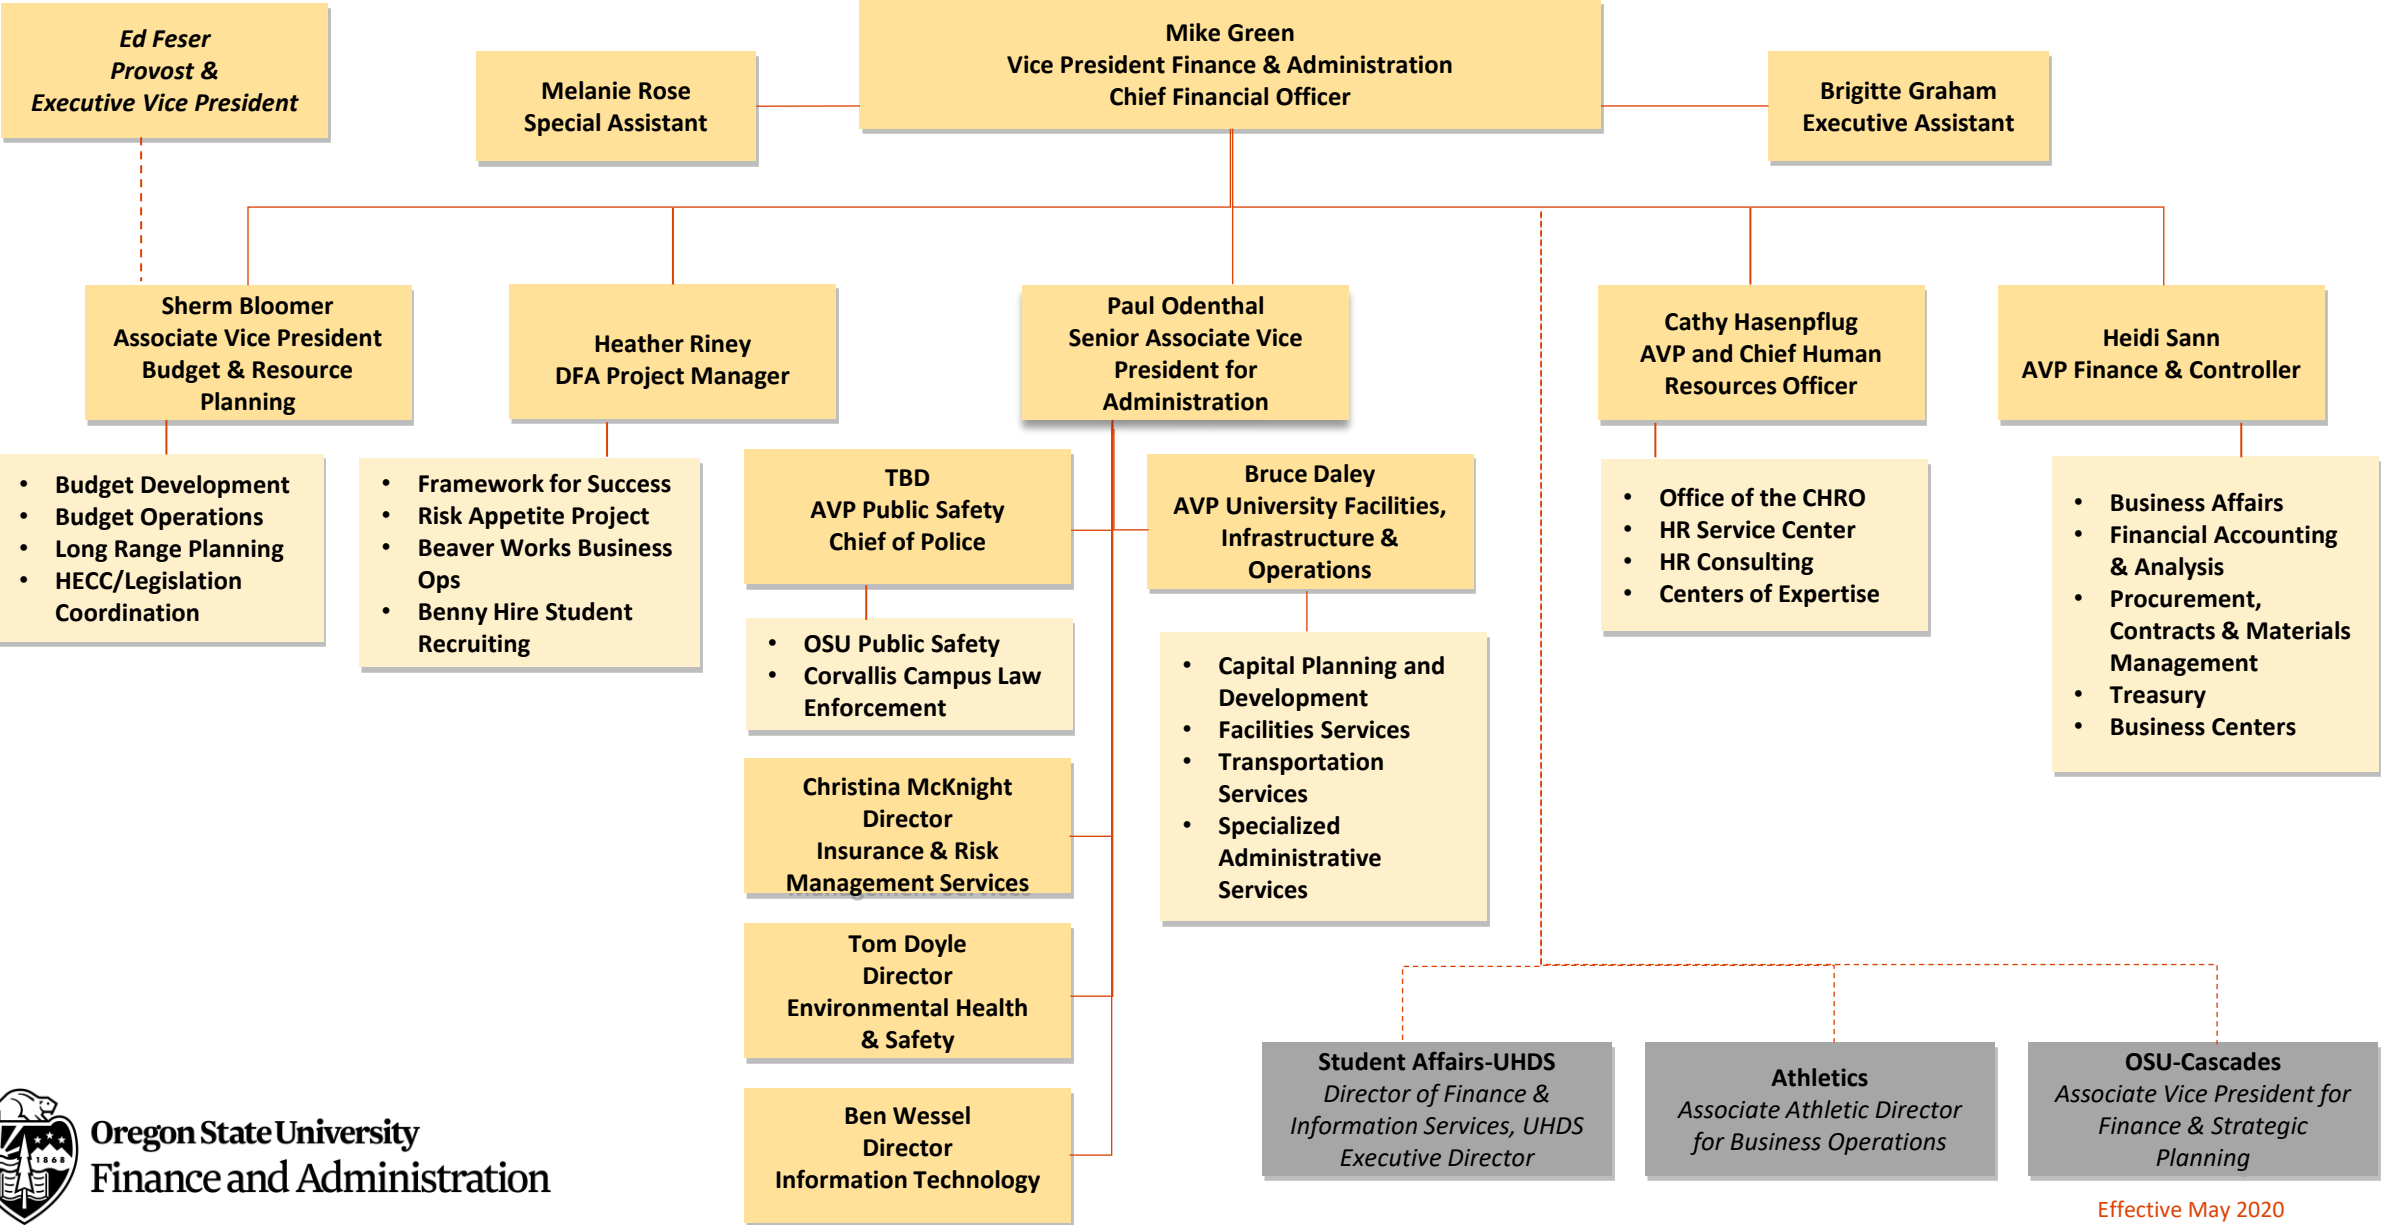 Ed Feser
Provost &
Executive Vice President
Melanie Rose
Special Assistant
Mike Green
Vice President Finance & Administration
Chief Financial Officer
Brigitte Graham
Executive Assistant
Sherm Bloomer
Associate Vice President
Budget & Resource
Planning
Heather Riney
DFA Project Manager
Paul Odenthal
Senior Associate Vice
President for
Administration
Cathy Hasenpflug
AVP and Chief Human
Resources Officer
Heidi Sann
AVP Finance & Controller
• Budget Development
• Budget Operations
• Long Range Planning
• HECC/Legislation
Coordination
• Framework for Success
• Risk Appetite Project
• Beaver Works Business
Ops
• Benny Hire Student
Recruiting
TBD
AVP Public Safety
Chief of Police
• OSU Public Safety
• Corvallis Campus Law
Enforcement
Christina McKnight
Director
Insurance & Risk
Management Services
Tom Doyle
Director
Environmental Health
& Safety
Ben Wessel
Director
Information Technology
Bruce Daley
AVP University Facilities,
Infrastructure &
Operations
• Capital Planning and
Development
• Facilities Services
• Transportation
Services
• Specialized
Administrative
Services
• Office of the CHRO
• HR Service Center
• HR Consulting
• Centers of Expertise
• Business Affairs
• Financial Accounting
& Analysis
• Procurement,
Contracts & Materials
Management
• Treasury
• Business Centers
Student Affairs-UHDS
Director of Finance &
Information Services, UHDS
Executive Director
Athletics
Associate Athletic Director
for Business Operations
OSU-Cascades
Associate Vice President for
Finance & Strategic
Planning
1868
Oregon State University
Finance and Administration
Effective May 2020